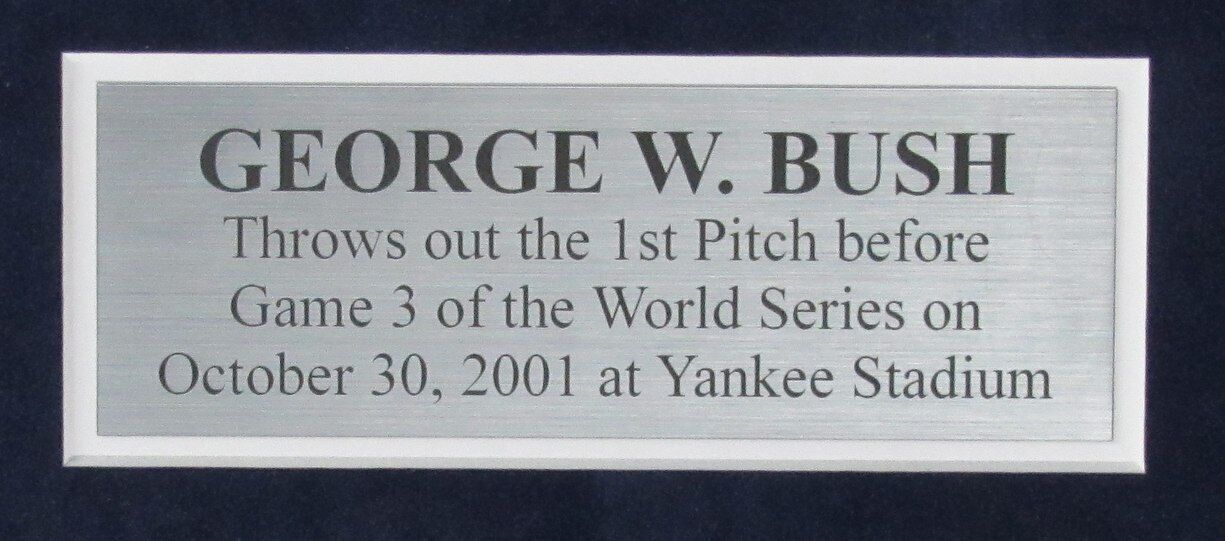 GEORGE W. BUSH
Throws out the 1st Pitch before
Game 3 of the World Series on
October 30, 2001 at Yankee Stadium